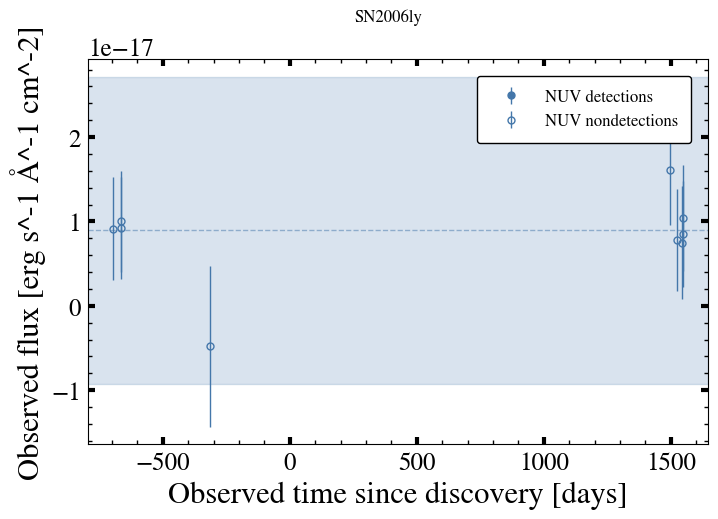 SN2006ly
1e−17
NUV detections
NUV nondetections
2
1
0
−1
Observed flux [erg s^-1 Å^-1 cm^-2]
−500 0 500 1000 1500
Observed time since discovery [days]